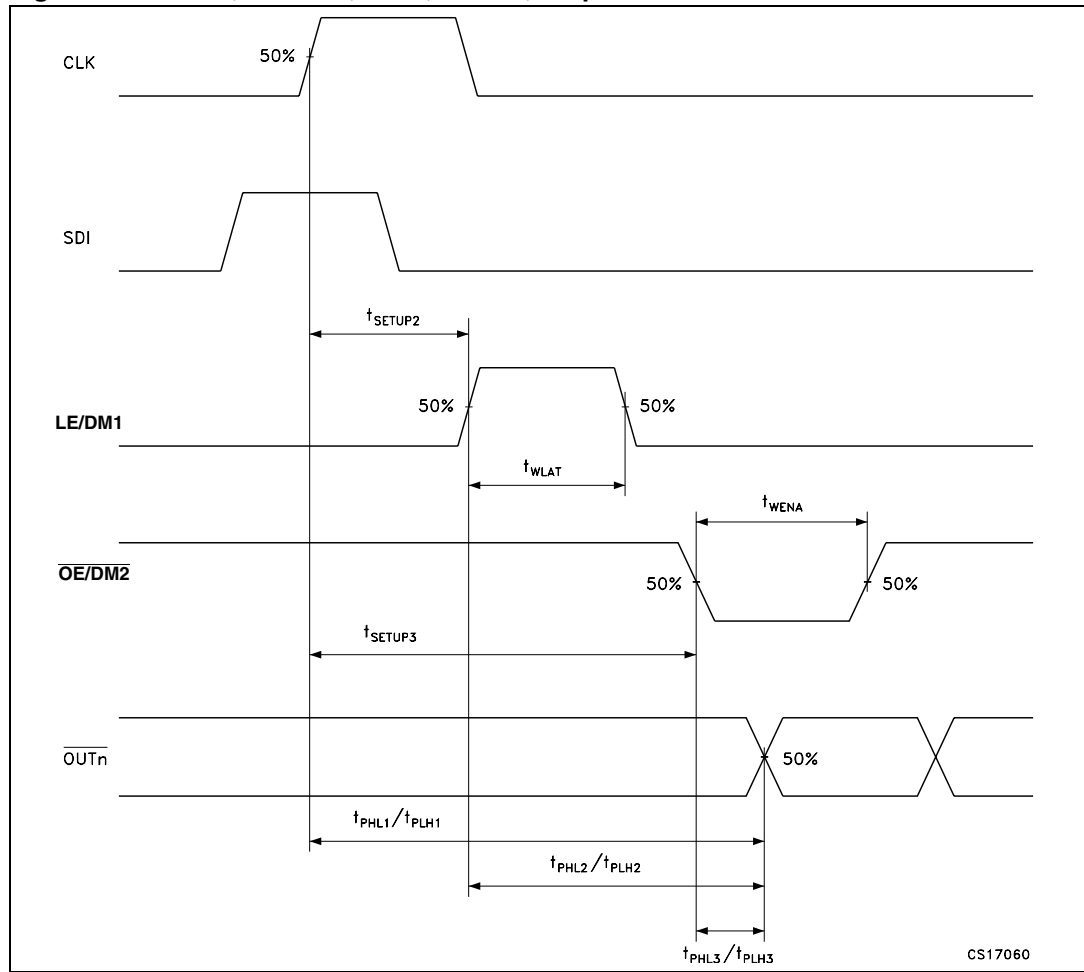 CLK
50%
SDI
tSETUP2
50%
50%
LE/DM1
tWLAT
tWENA
OE/DM2
50%
50%
tSETUP3
OUTn
50%
tPHL1/tPLH1
tPHL2/tPLH2
tPHL3/tPLH3
CS17060